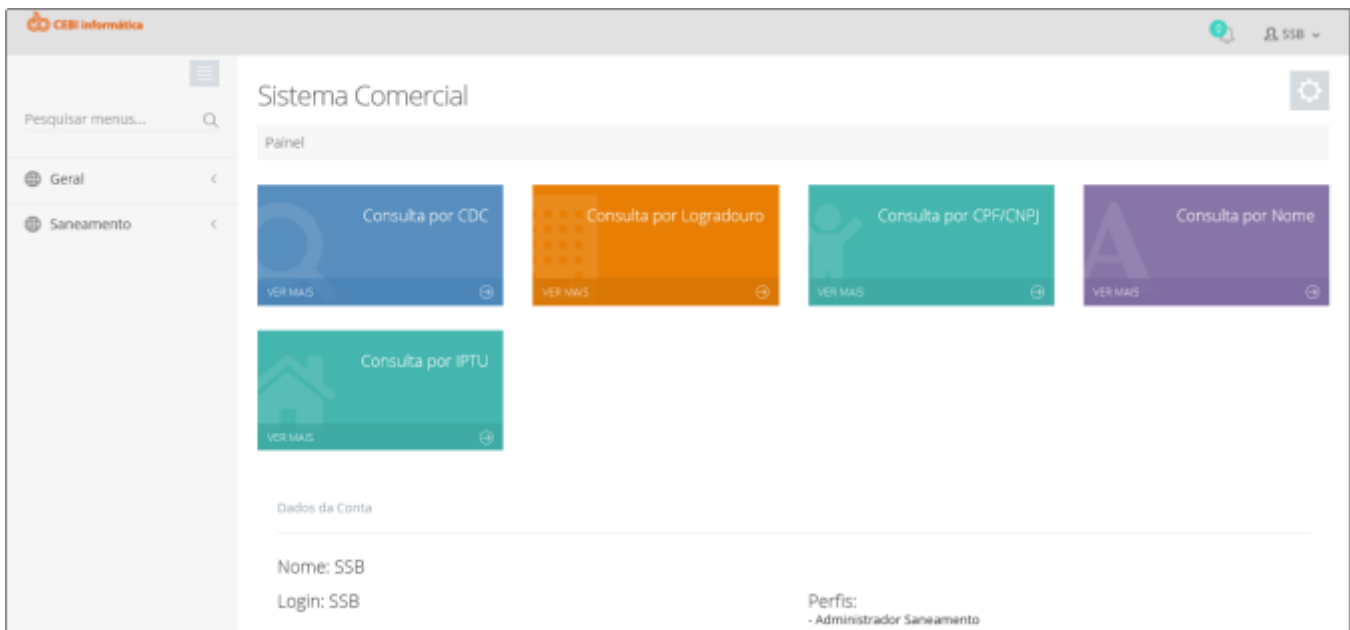 CEBI informática
0
SSB
Pesquisar menus...
Geral
Saneamento
Sistema Comercial
Painel
Consulta por CDC
VER MAIS
Consulta por Logradouro
VER MAIS
Consulta por CPF/CNPJ
VER MAIS
Consulta por Nome
VER MAIS
Consulta por IPTU
VER MAIS
Dados da Conta
Nome: SSB
Login: SSB
Perfis:
- Administrador Saneamento